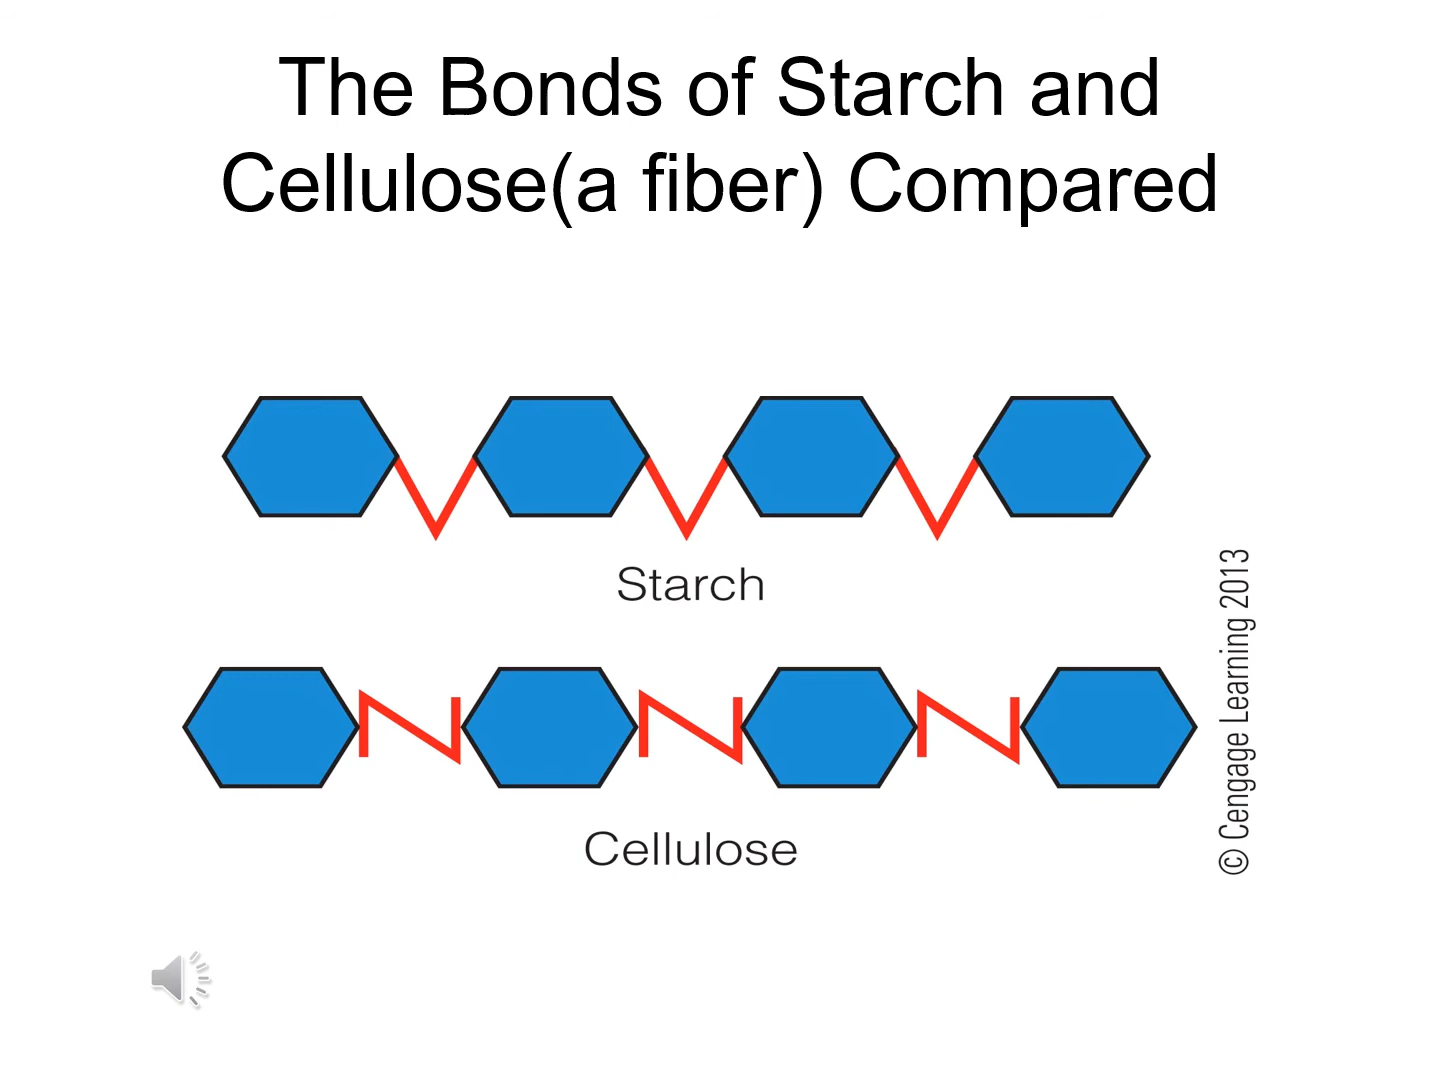 The Bonds of Starch and
Cellulose(a fiber) Compared
Starch
Cellulose
© Cengage Learning 2013